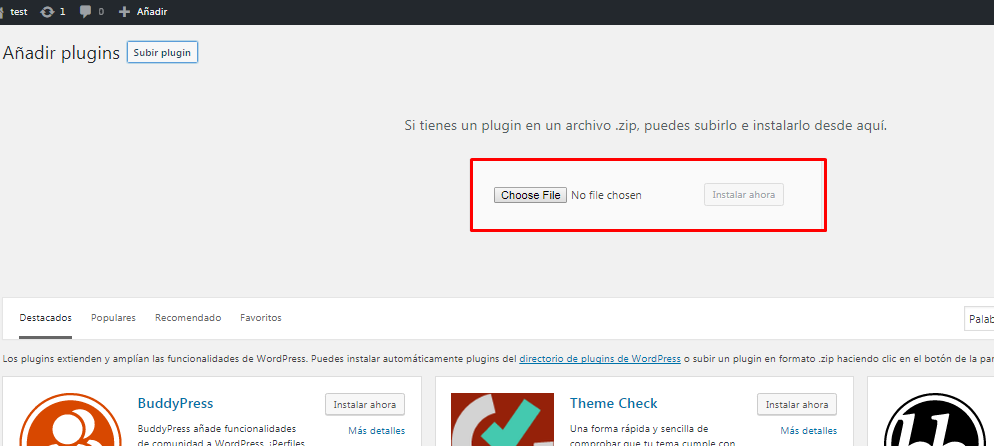 test 1 0 Añadir
Añadir plugins Subir plugin
Si tienes un plugin en un archivo .zip, puedes subirlo e instalarlo desde aquí.
Choose File No file chosen Instalar ahora
Destacados Populares Recomendado Favoritos
Los plugins extienden y amplían las funcionalidades de WordPress. Puedes instalar automáticamente plugins del directorio de plugins de WordPress o subir un plugin en formato .zip haciendo clic en el botón de la
BuddyPress Instalar ahora
BuddyPress añade funcionalidades
de comunidad a WordPress. ¡Perfiles
Más detalles
Theme Check Instalar ahora
Una forma rápida y sencilla de
comprobar que tu tema cumple con
Más detalles